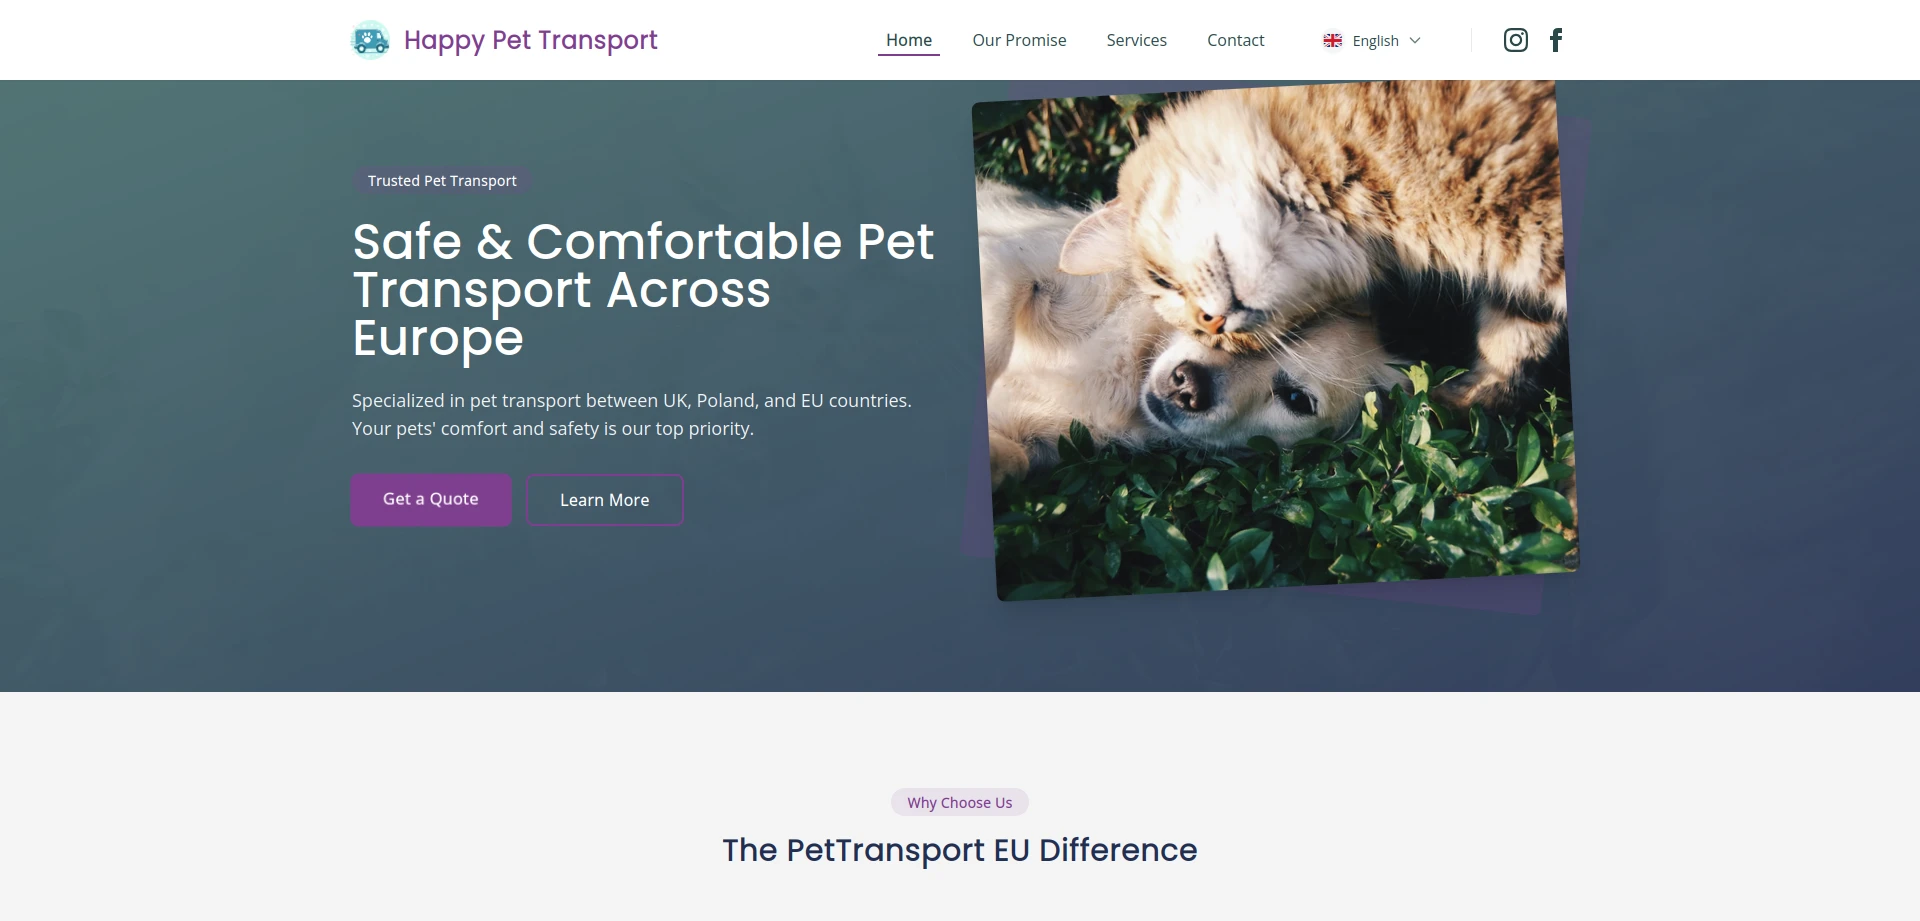 Happy Pet Transport
Home
Our Promise
Services
Contact
English
Trusted Pet Transport
Safe & Comfortable Pet
Transport Across
Europe
Specialized in pet transport between UK, Poland, and EU countries.
Your pets' comfort and safety is our top priority.
Get a Quote
Learn More
Why Choose Us
The PetTransport EU Difference